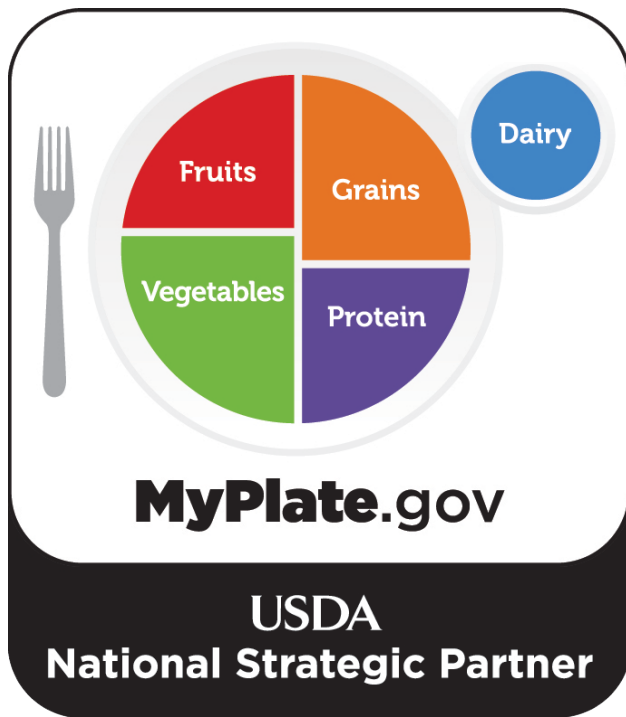 Fruits
Grains
Dairy
Vegetables
Protein
MyPlate.gov
USDA
National Strategic Partner